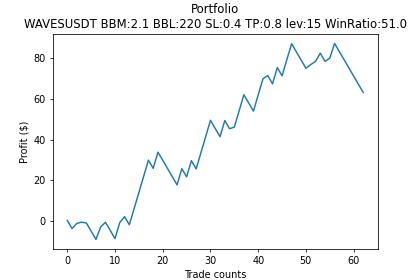 Portfolio
WAVESUSDT BBM:2.1 BBL:220 SL:0.4 TP:0.8 lev:15 WinRatio:51.0
Profit ($)
80
60
40
20
0
0 10 20 30 40 50 60
Trade counts